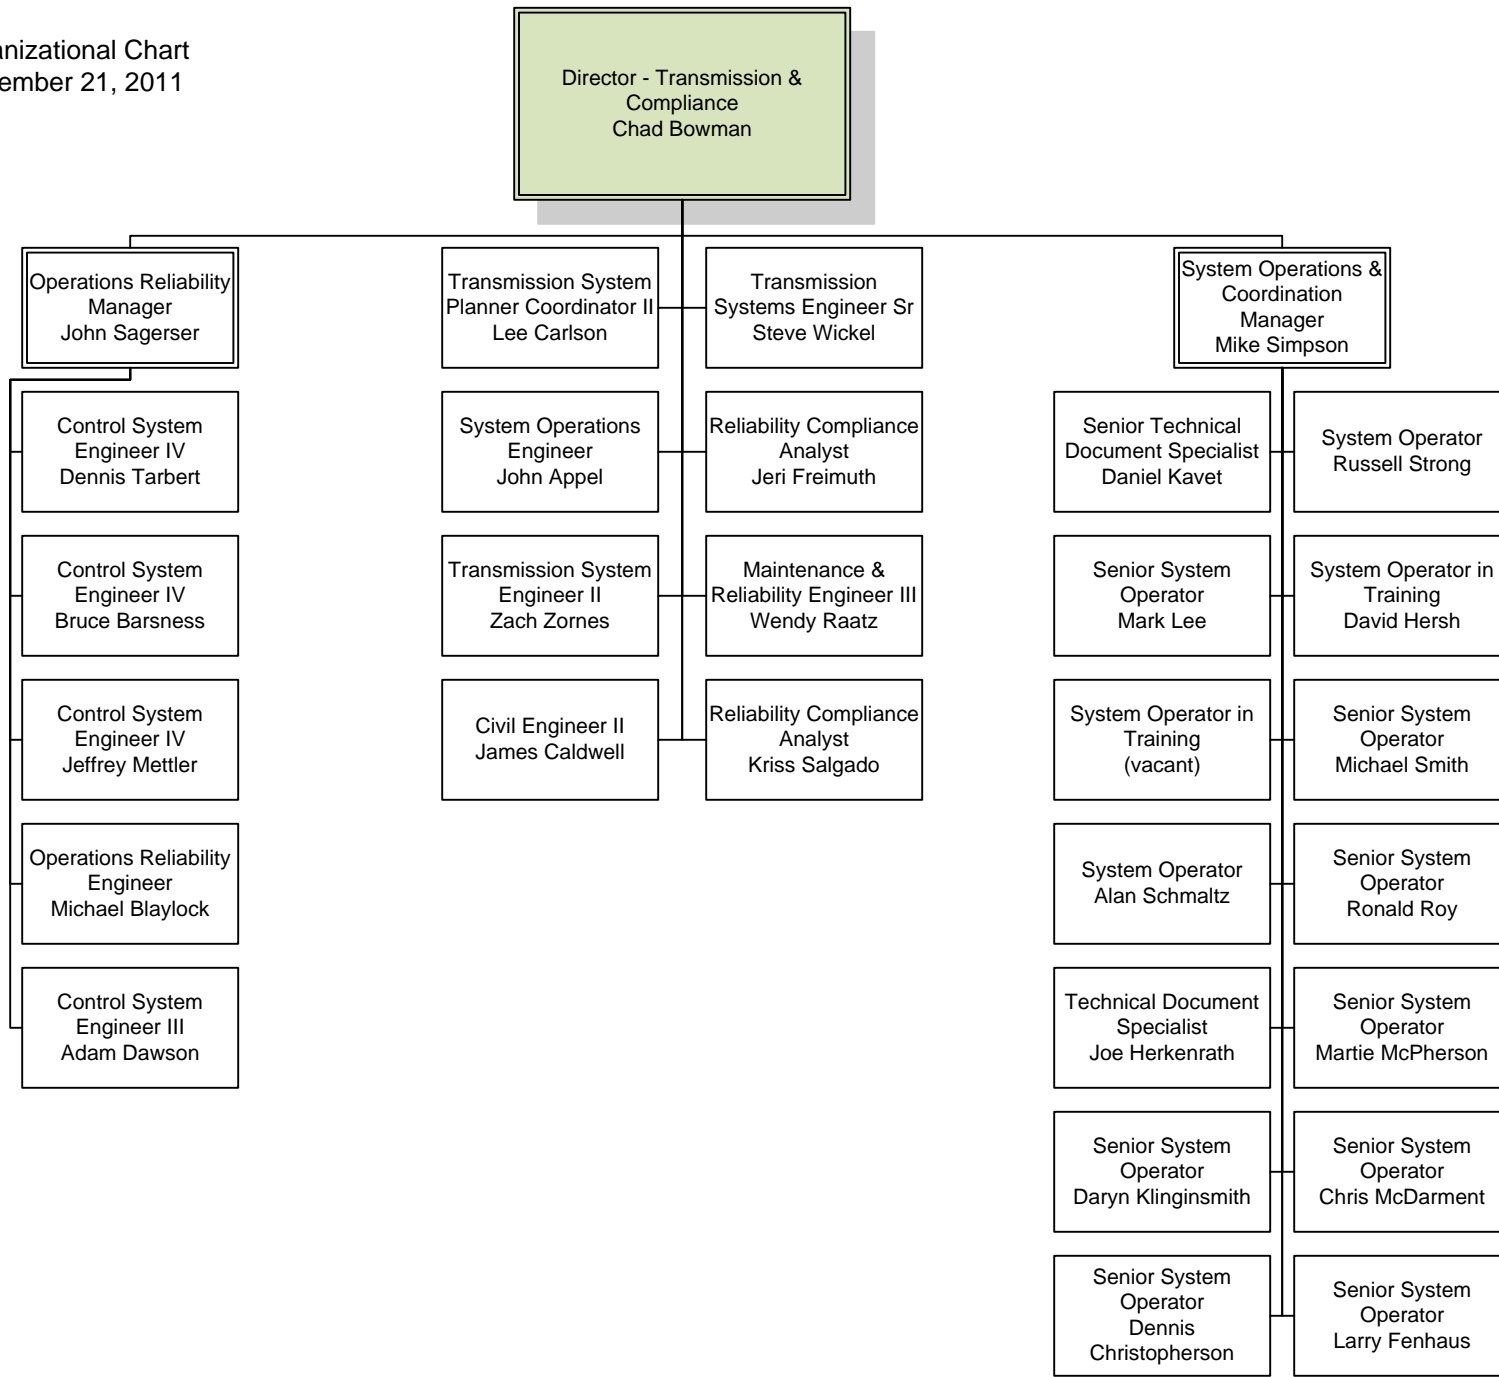 anizational Chart
ember 21, 2011
Director - Transmission &
Compliance
Chad Bowman
Operations Reliability
Manager
John Sagerser
Transmission System
Planner Coordinator II
Lee Carlson
Transmission
Systems Engineer Sr
Steve Wickel
System Operations &
Coordination
Manager
Mike Simpson
Control System
Engineer IV
Dennis Tarbert
System Operations
Engineer
John Appel
Reliability Compliance
Analyst
Jeri Freimuth
Senior Technical
Document Specialist
Daniel Kavet
System Operator
Russell Strong
Control System
Engineer IV
Bruce Barsness
Transmission System
Engineer II
Zach Zornes
Maintenance &
Reliability Engineer III
Wendy Raatz
Senior System
Operator
Mark Lee
System Operator in
Training
David Hersh
Control System
Engineer IV
Jeffrey Mettler
Civil Engineer II
James Caldwell
Reliability Compliance
Analyst
Kriss Salgado
System Operator in
Training
(vacant)
Senior System
Operator
Michael Smith
Operations Reliability
Engineer
Michael Blaylock
System Operator
Alan Schmaltz
Senior System
Operator
Ronald Roy
Control System
Engineer III
Adam Dawson
Technical Document
Specialist
Joe Herkenrath
Senior System
Operator
Martie McPherson
Senior System
Operator
Daryn Klinginsmith
Senior System
Operator
Chris McDarment
Senior System
Operator
Dennis
Christopherson
Senior System
Operator
Larry Fenhaus